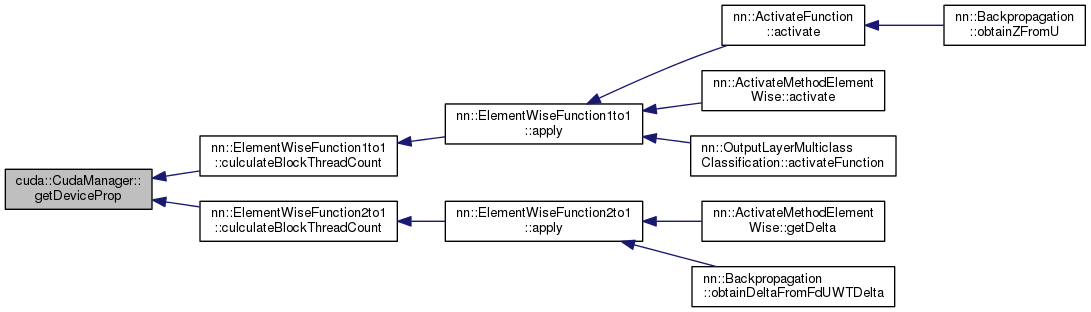 cuda::CudaManager::
getDeviceProp
nn::ElementWiseFunction1to1
::culculateBlockThreadCount
nn::ElementWiseFunction1to1
::apply
nn::ActivateFunction
::activate
nn::Backpropagation
::obtainZFromU
nn::ActivateMethodElement
Wise::activate
nn::OutputLayerMulticlass
Classification::activateFunction
nn::ElementWiseFunction2to1
::culculateBlockThreadCount
nn::ElementWiseFunction2to1
::apply
nn::ActivateMethodElement
Wise::getDelta
nn::Backpropagation
::obtainDeltaFromFdUWTDelta